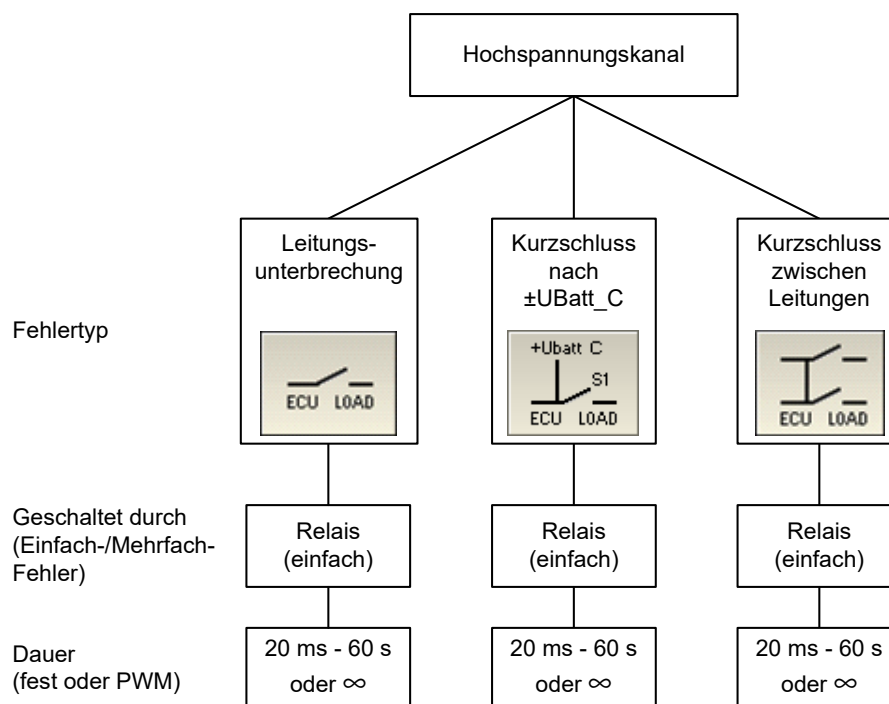 Hochspannungskanal
Leitungs-
unterbrechung
Kurzschluss
nach
±UBatt_C
Kurzschluss
zwischen
Leitungen
Fehlertyp
ECU LOAD
+Ubatt C
S1
ECU LOAD
ECU LOAD
Geschaltet durch
(Einfach-/Mehrfach-
Fehler)
Relais
(einfach)
Relais
(einfach)
Relais
(einfach)
Dauer
(fest oder PWM)
20 ms - 60 s
oder ∞
20 ms - 60 s
oder ∞
20 ms - 60 s
oder ∞